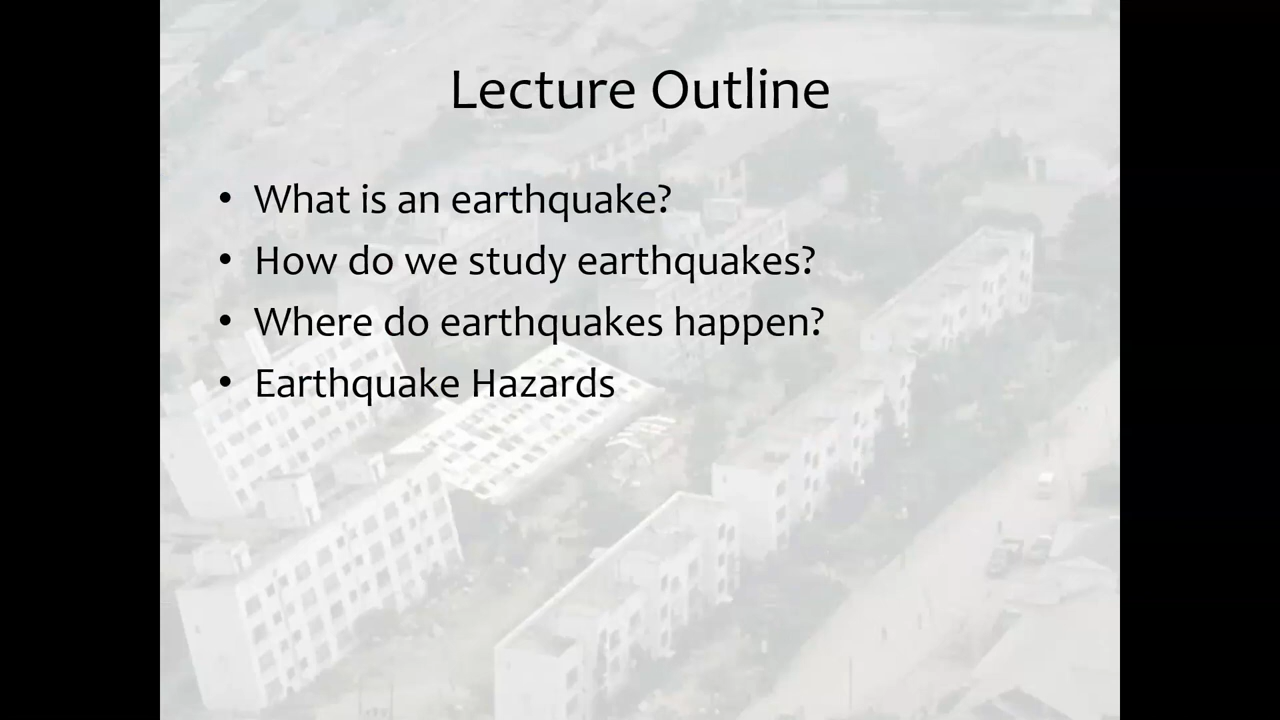 Lecture Outline
• What is an earthquake?
• How do we study earthquakes?
• Where do earthquakes happen?
• Earthquake Hazards